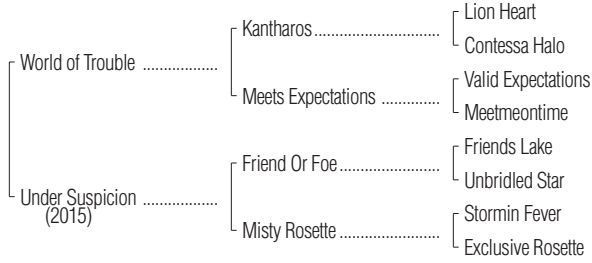 Lion Heart
Kantharos
Contessa Halo
World of Trouble
Valid Expectations
Meets Expectations
Meetmeontime
Friends Lake
Friend Or Foe
Unbridled Star
Under Suspicion
(2015)
Stormin Fever
Misty Rosette
Exclusive Rosette